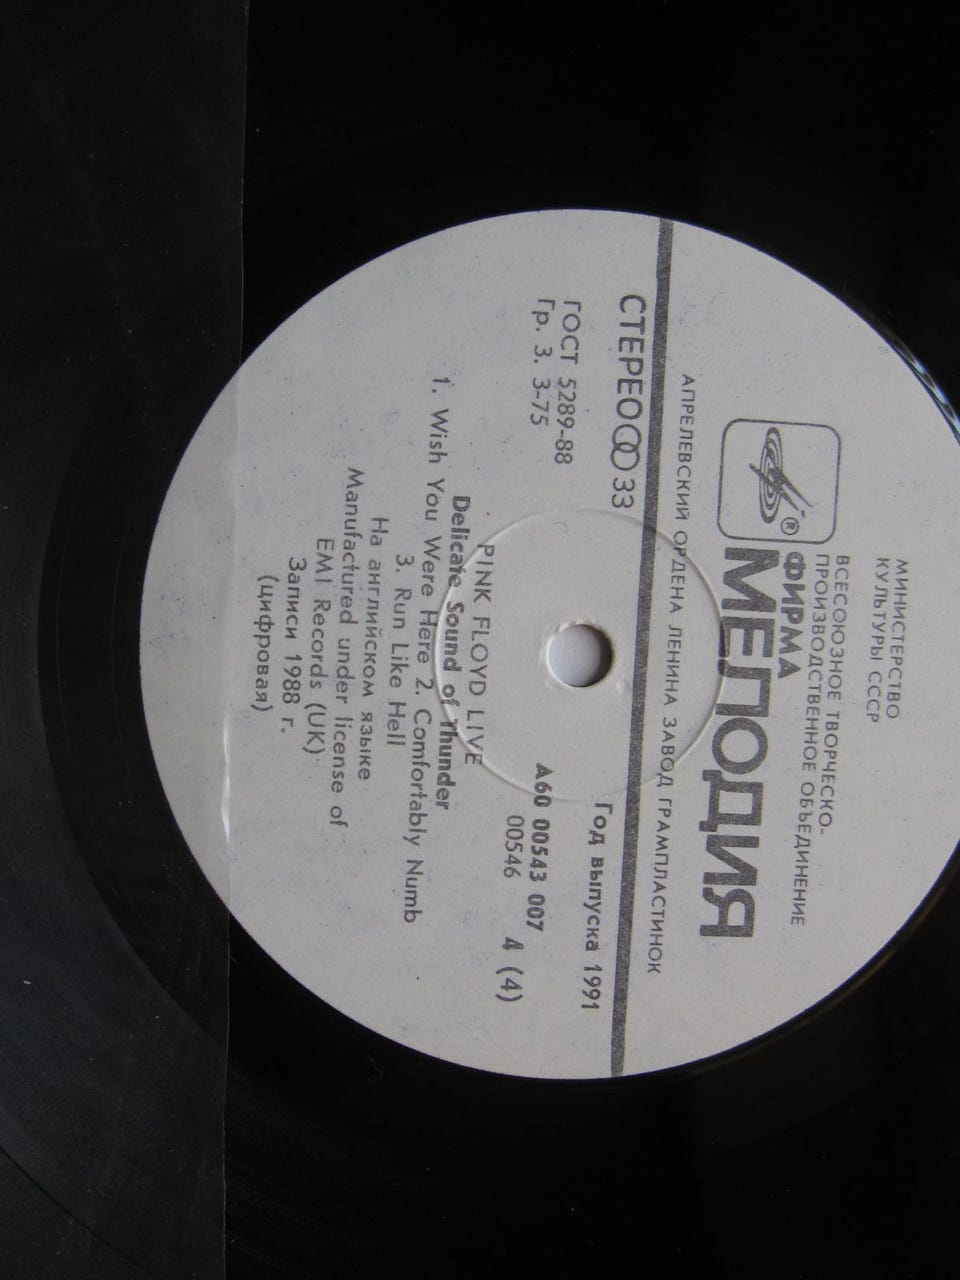 МИНИСТЕРСТВО
КУЛЬТУРЫ СССР
ВСЕСОЮЗНОЕ ТВОРЧЕСКО-
ПРОИЗВОДСТВЕННОЕ ОБЪЕДИНЕНИЕ
ФИРМА
®
МЕЛОДИЯ
АПРЕЛЕВСКИЙ ОРДЕНА ЛЕНИНА ЗАВОД ГРАМПЛАСТИНОК
СТЕРЕО 33
Год выпуска 1991
ГОСТ 5289-88
Гр. 3. 3-75
А60 00543 007
00546 4 (4)
PINK FLOYD LIVE
Delicate Sound of Thunder
1. Wish You Were Here 2. Comfortably Numb
3. Run Like Hell
На английском языке
Manufactured under license of
EMI Records (UK)
Записи 1988 г.
(цифровая)